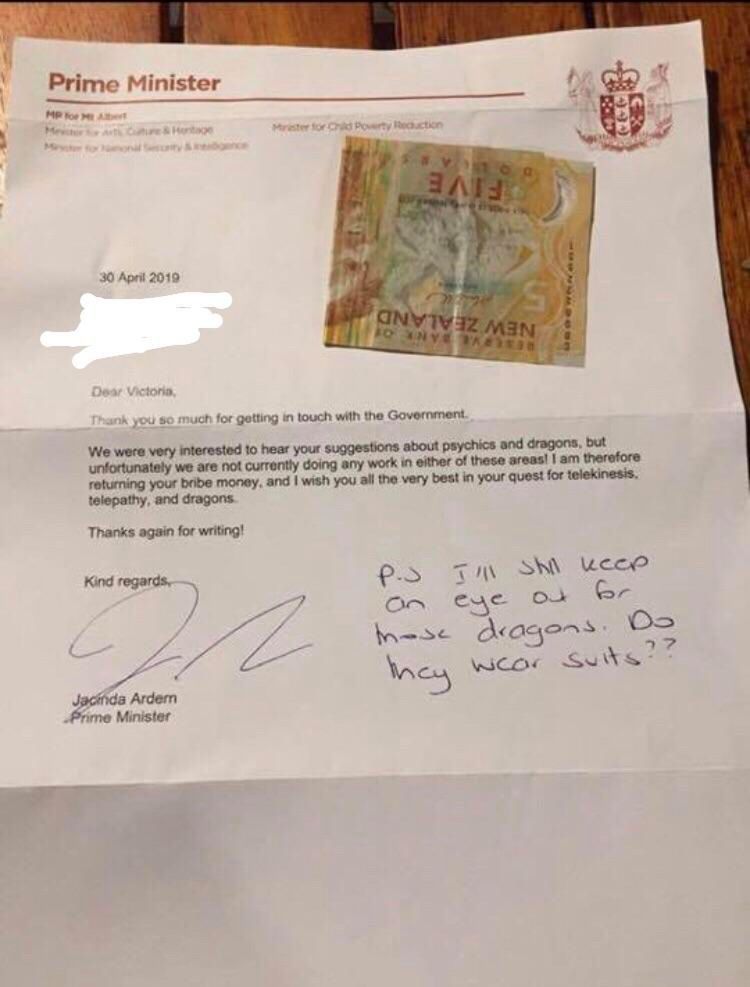 Prime Minister
MP for Mt Albert
Minister for Arts, Culture & Heritage
Minister for National Security & Intelligence
Minister for Child Poverty Reduction
DOLLARS
FIVE
5
NEW ZEALAND
RESERVE BANK OF
30 April 2019
Dear Victoria,
Thank you so much for getting in touch with the Government.
We were very interested to hear your suggestions about psychics and dragons, but
unfortunately we are not currently doing any work in either of these areas! I am therefore
returning your bribe money, and I wish you all the very best in your quest for telekinesis,
telepathy, and dragons.
Thanks again for writing!
Kind regards,
Jacinda Ardern
Prime Minister
P.S I'll still keep
an eye out for
those dragons. Do
they wear suits??